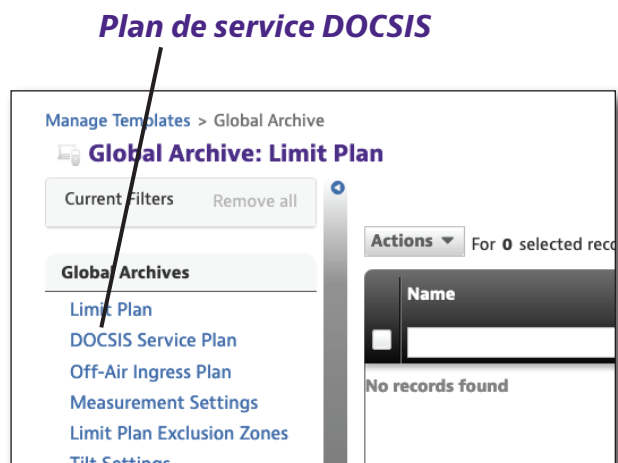 Plan de service DOCSIS
Manage Templates > Global Archive
Global Archive: Limit Plan
Current Filters Remove all
Actions For 0 selected reco
Global Archives
Name
Limit Plan
DOCSIS Service Plan
Off-Air Ingress Plan
No records found
Measurement Settings
Limit Plan Exclusion Zones
Tilt Settings